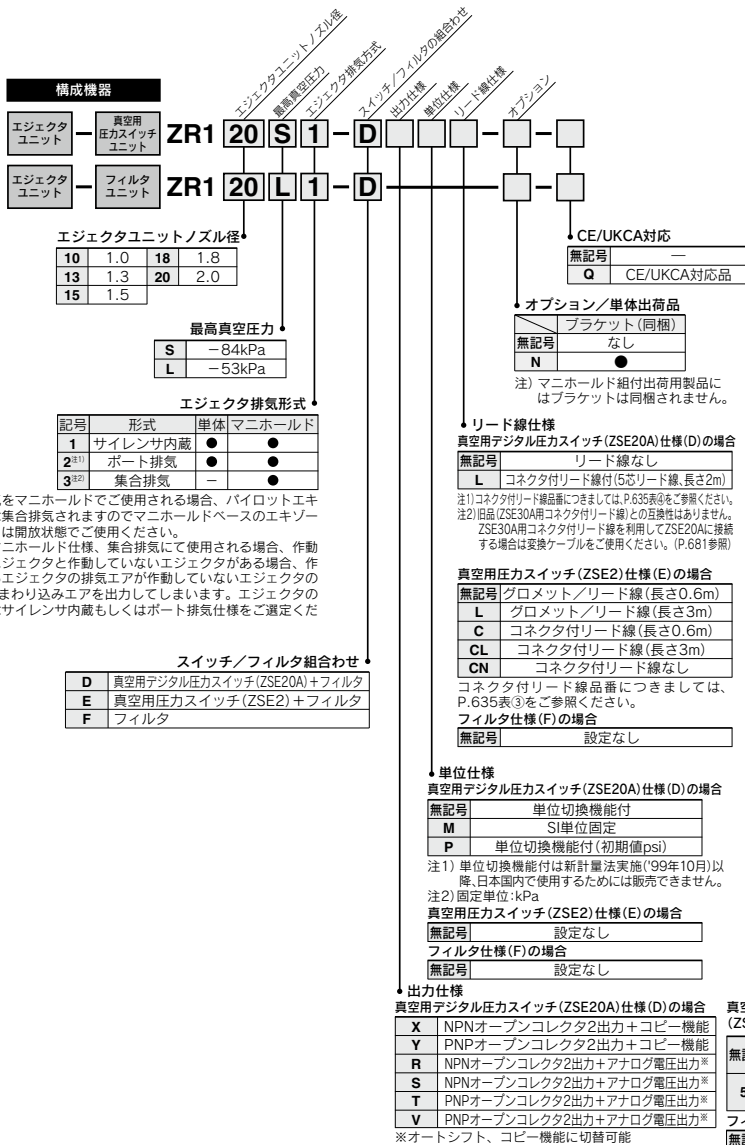 エジェクタユニットノズル径
最高真空圧力
エジェクタ排気方式
スイッチ/フィルタの組合わせ
出力仕様
単位仕様
リード線仕様
オプション
構成機器
エジェクタユニット ー 真空用圧力スイッチユニット ZR1 20 S 1 − D
エジェクタユニット ー フィルタユニット ZR1 20 L 1 − D
エジェクタユニットノズル径
10 1.0 18 1.8
13 1.3 20 2.0
15 1.5
最高真空圧力
S −84kPa
L −53kPa
エジェクタ排気形式
記号 形式 単体 マニホールド
1 サイレンサ内蔵 ● ●
2注1) ポート排気 ● ●
3注2) 集合排気 − ●
をマニホールドでご使用される場合、パイロットエキ
集合排気されますのでマニホールドベースのエキゾー
は開放状態でご使用ください。
ニホールド仕様、集合排気にて使用される場合、作動
ジェクタと作動していないエジェクタがある場合、作
エジェクタの排気エアが作動していないエジェクタの
まわり込みエアを出力してしまいます。エジェクタの
サイレンサ内蔵もしくはポート排気仕様をご選定くだ
スイッチ/フィルタ組合わせ
D 真空用デジタル圧力スイッチ(ZSE20A)+フィルタ
E 真空用圧力スイッチ(ZSE2)+フィルタ
F フィルタ
CE/UKCA対応
無記号 ―
Q CE/UKCA対応品
オプション/単体出荷品
ブラケット(同梱)
無記号 なし
N ●
注) マニホールド組付出荷用製品に
はブラケットは同梱されません。
リード線仕様
真空用デジタル圧力スイッチ(ZSE20A)仕様(D)の場合
無記号 リード線なし
L コネクタ付リード線付(5芯リード線、長さ2m)
注1)コネクタ付リード線品番につきましては、P.635表④をご参照ください。
注2)旧品(ZSE30A用コネクタ付リード線)との互換性はありません。
ZSE30A用コネクタ付リード線を利用してZSE20Aに接続
する場合は変換ケーブルをご使用ください。(P.681参照)
真空用圧力スイッチ(ZSE2)仕様(E)の場合
無記号 グロメット/リード線(長さ0.6m)
L グロメット/リード線(長さ3m)
C コネクタ付リード線(長さ0.6m)
CL コネクタ付リード線(長さ3m)
CN コネクタ付リード線なし
コネクタ付リード線品番につきましては、
P.635表③をご参照ください。
フィルタ仕様(F)の場合
無記号 設定なし
単位仕様
真空用デジタル圧力スイッチ(ZSE20A)仕様(D)の場合
無記号 単位切換機能付
M SI単位固定
P 単位切換機能付(初期値psi)
注1) 単位切換機能付は新計量法実施('99年10月)以
降、日本国内で使用するためには販売できません。
注2)固定単位:kPa
真空用圧力スイッチ(ZSE2)仕様(E)の場合
無記号 設定なし
フィルタ仕様(F)の場合
無記号 設定なし
出力仕様
真空用デジタル圧力スイッチ(ZSE20A)仕様(D)の場合
X NPNオープンコレクタ2出力+コピー機能
Y PNPオープンコレクタ2出力+コピー機能
R NPNオープンコレクタ2出力+アナログ電圧出力※
S NPNオープンコレクタ2出力+アナログ電圧出力※
T PNPオープンコレクタ2出力+アナログ電圧出力※
V PNPオープンコレクタ2出力+アナログ電圧出力※
※オートシフト、コピー機能に切替可能
(ZS